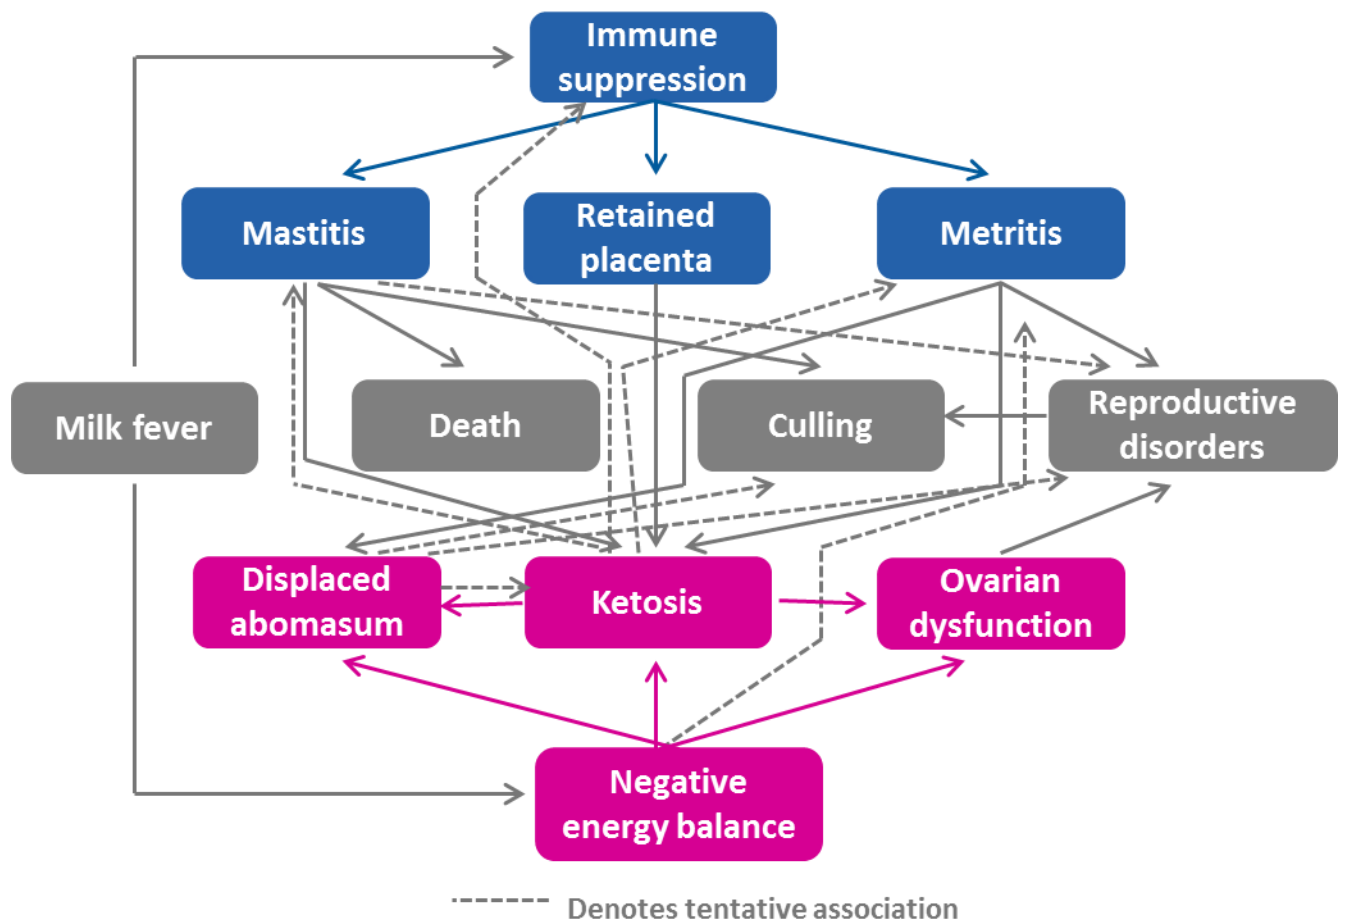 Immune
suppression
Mastitis
Retained
placenta
Metritis
Milk fever
Death
Culling
Reproductive
disorders
Displaced
abomasum
Ketosis
Ovarian
dysfunction
Negative
energy balance
Denotes tentative association